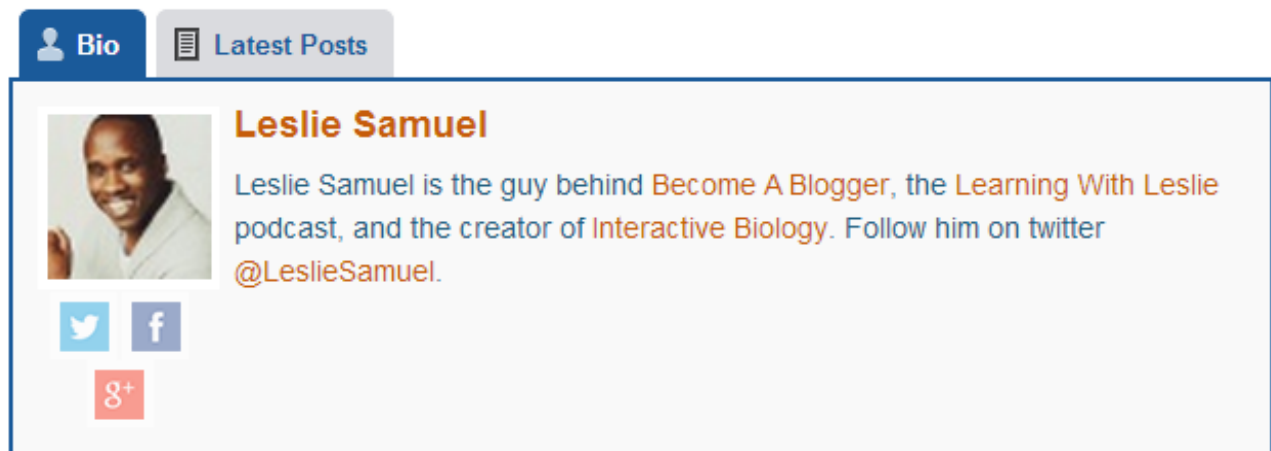 Bio
Latest Posts
Leslie Samuel
Leslie Samuel is the guy behind Become A Blogger, the Learning With Leslie
podcast, and the creator of Interactive Biology. Follow him on twitter
@LeslieSamuel.
f
g+